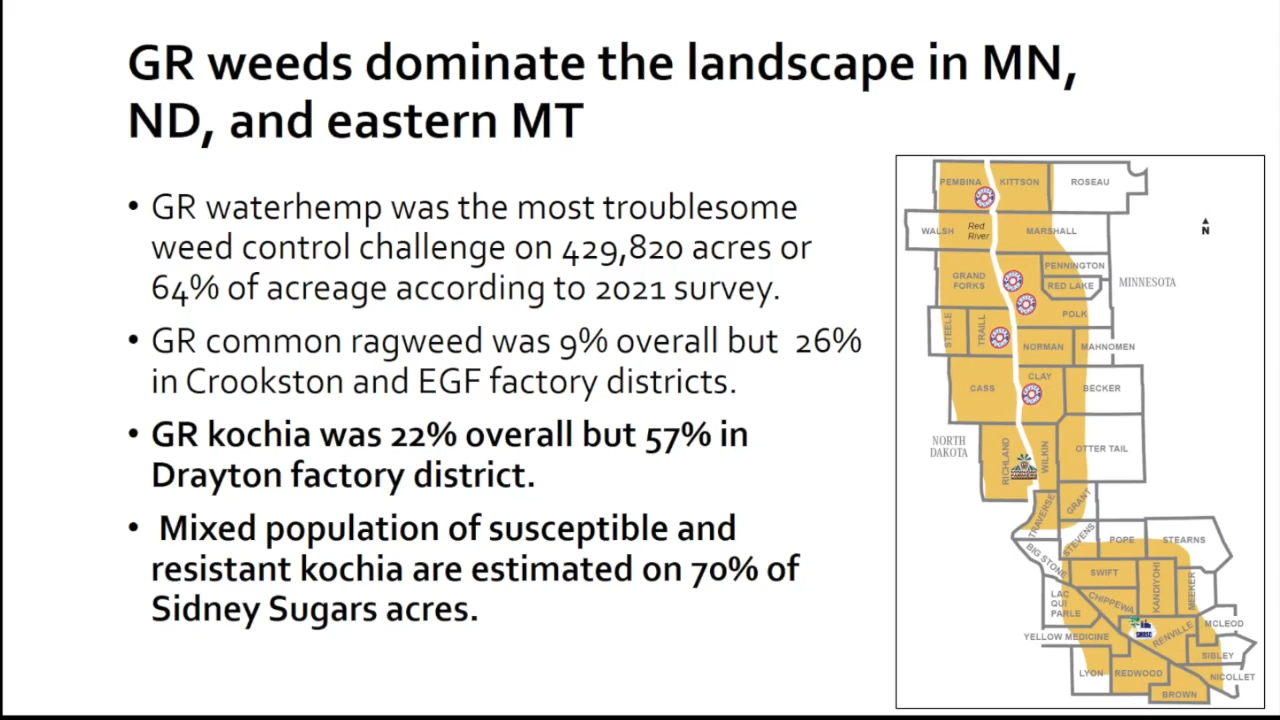 GR weeds dominate the landscape in MN,
ND, and eastern MT
• GR waterhemp was the most troublesome
weed control challenge on 429,820 acres or
64% of acreage according to 2021 survey.
• GR common ragweed was 9% overall but 26%
in Crookston and EGF factory districts.
• GR kochia was 22% overall but 57% in
Drayton factory district.
• Mixed population of susceptible and
resistant kochia are estimated on 70% of
Sidney Sugars acres.
PEMBINA
KITTSON
ROSEAU
WALSH
Red
River
MARSHALL
N
GRAND
FORKS
PENNINGTON
RED LAKE
MINNESOTA
POLK
STEELE
TRAILL
NORMAN
MAHNOMEN
CASS
CLAY
BECKER
NORTH
DAKOTA
RICHLAND
WILKIN
OTTER TAIL
TRAVERSE
GRANT
STEVENS
POPE
STEARNS
BIG STONE
SWIFT
KANDIYOHI
MEEKER
LAC
QUI
PARLE
CHIPPEWA
MCLEOD
YELLOW MEDICINE
SMBSC
RENVILLE
SIBLEY
LYON
REDWOOD
NICOLLET
BROWN